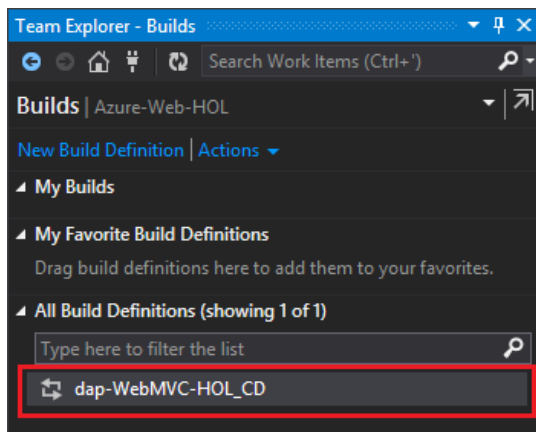 Team Explorer - Builds
Search Work Items (Ctrl+')
Builds | Azure-Web-HOL
New Build Definition | Actions
My Builds
My Favorite Build Definitions
Drag build definitions here to add them to your favorites.
All Build Definitions (showing 1 of 1)
Type here to filter the list
dap-WebMVC-HOL_CD